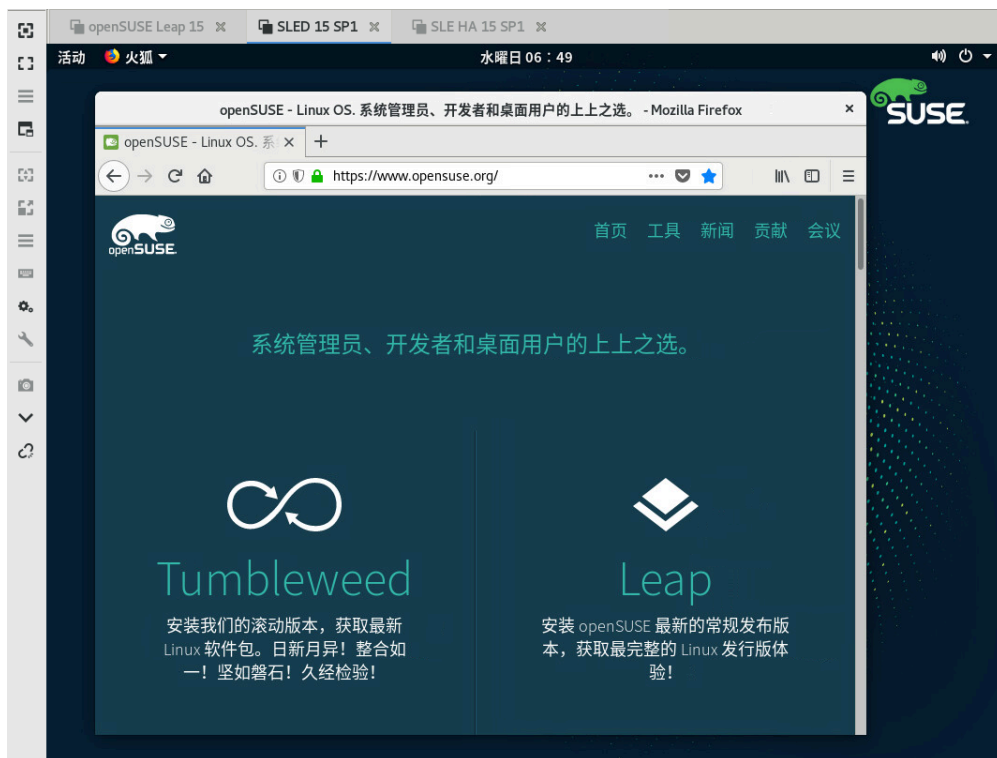 openSUSE Leap 15
SLED 15 SP1
SLE HA 15 SP1
活动
火狐
水曜日 06:49
SUSE
openSUSE - Linux OS. 系统管理员、开发者和桌面用户的上上之选。 - Mozilla Firefox
openSUSE - Linux OS. 系
https://www.opensuse.org/
openSUSE
首页 工具 新闻 贡献 会议
系统管理员、开发者和桌面用户的上上之选。
Tumbleweed
安装我们的滚动版本，获取最新
Linux 软件包。日新月异！整合如
一！坚如磐石！久经检验！
Leap
安装 openSUSE 最新的常规发布版
本，获取最完整的 Linux 发行版体
验！